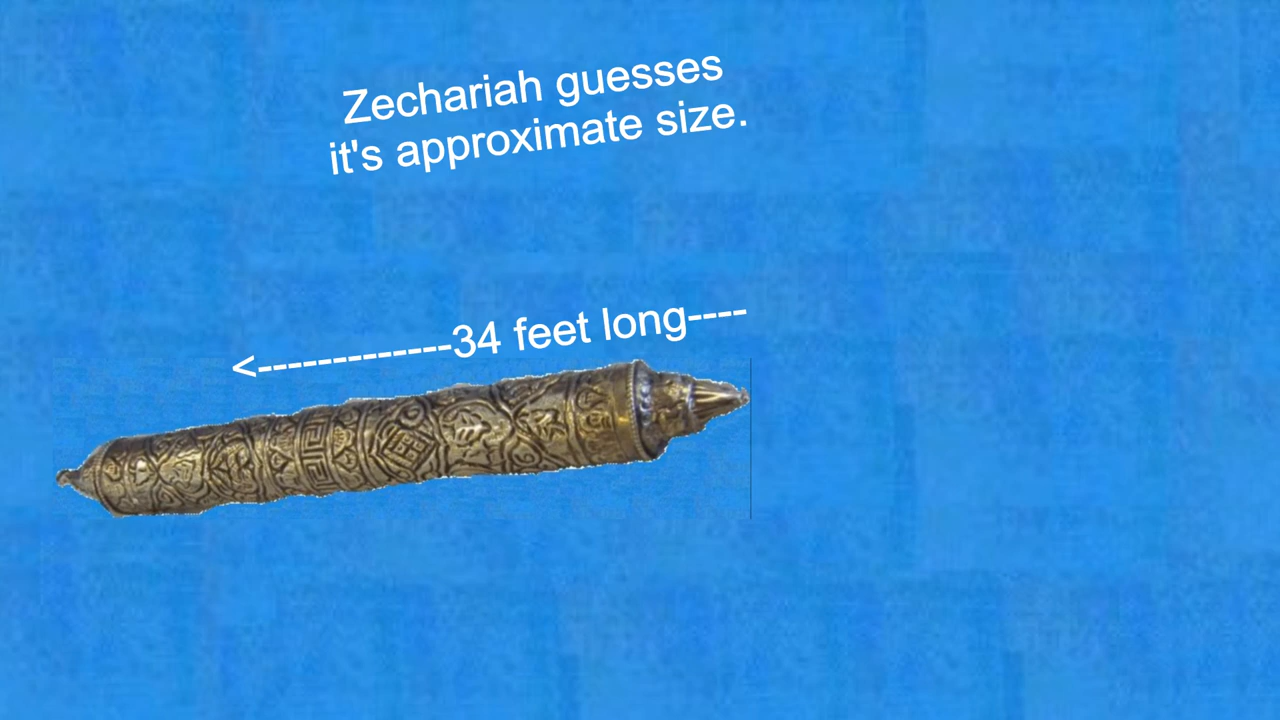 Zechariah guesses
it's approximate size.
<-------------34 feet long----